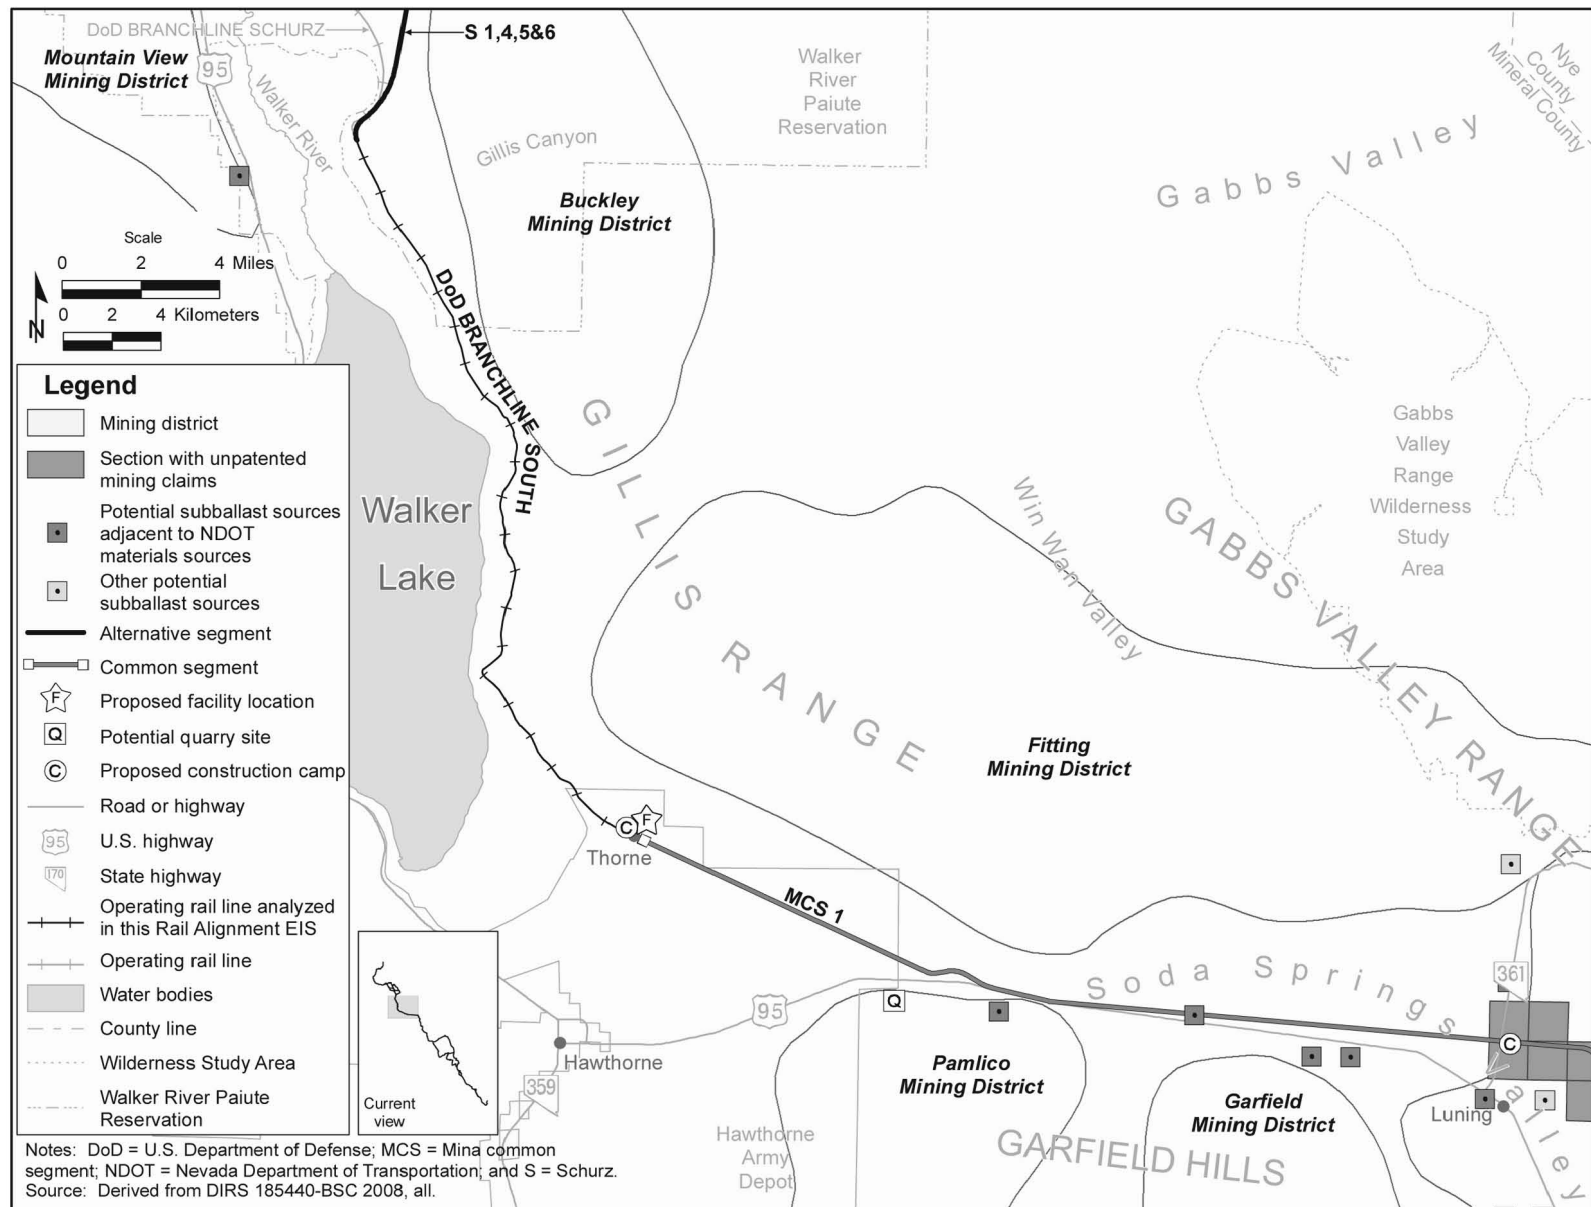 DoD BRANCHLINE SCHURZ
S 1,4,5&6
Mountain View
Mining District
95
Walker River
Walker
River
Paiute
Reservation
Nye
County
Mineral County
Gillis Canyon
Gabbs Valley
Buckley
Mining District
Scale
0 2 4 Miles
0 2 4 Kilometers
N
DoD BRANCHLINE SOUTH
Legend
Mining district
Section with unpatented
mining claims
Potential subballast sources
adjacent to NDOT
materials sources
Other potential
subballast sources
Alternative segment
Common segment
F
Proposed facility location
Q
Potential quarry site
C
Proposed construction camp
Road or highway
95
U.S. highway
170
State highway
Operating rail line analyzed
in this Rail Alignment EIS
Operating rail line
Water bodies
County line
Wilderness Study Area
Walker River Paiute
Reservation
Walker
Lake
GILLIS RANGE
Gabbs
Valley
Range
Wilderness
Study
Area
Win Wan Valley
GABBS VALLEY RANGE
Fitting
Mining District
C
F
Thorne
MCS 1
Soda Springs Valley
361
Q
95
C
Hawthorne
359
Pamlico
Mining District
Garfield
Mining District
Luning
Current
view
Hawthorne
Army
Depot
GARFIELD HILLS
Notes: DoD = U.S. Department of Defense; MCS = Mina common
segment; NDOT = Nevada Department of Transportation; and S = Schurz.
Source: Derived from DIRS 185440-BSC 2008, all.